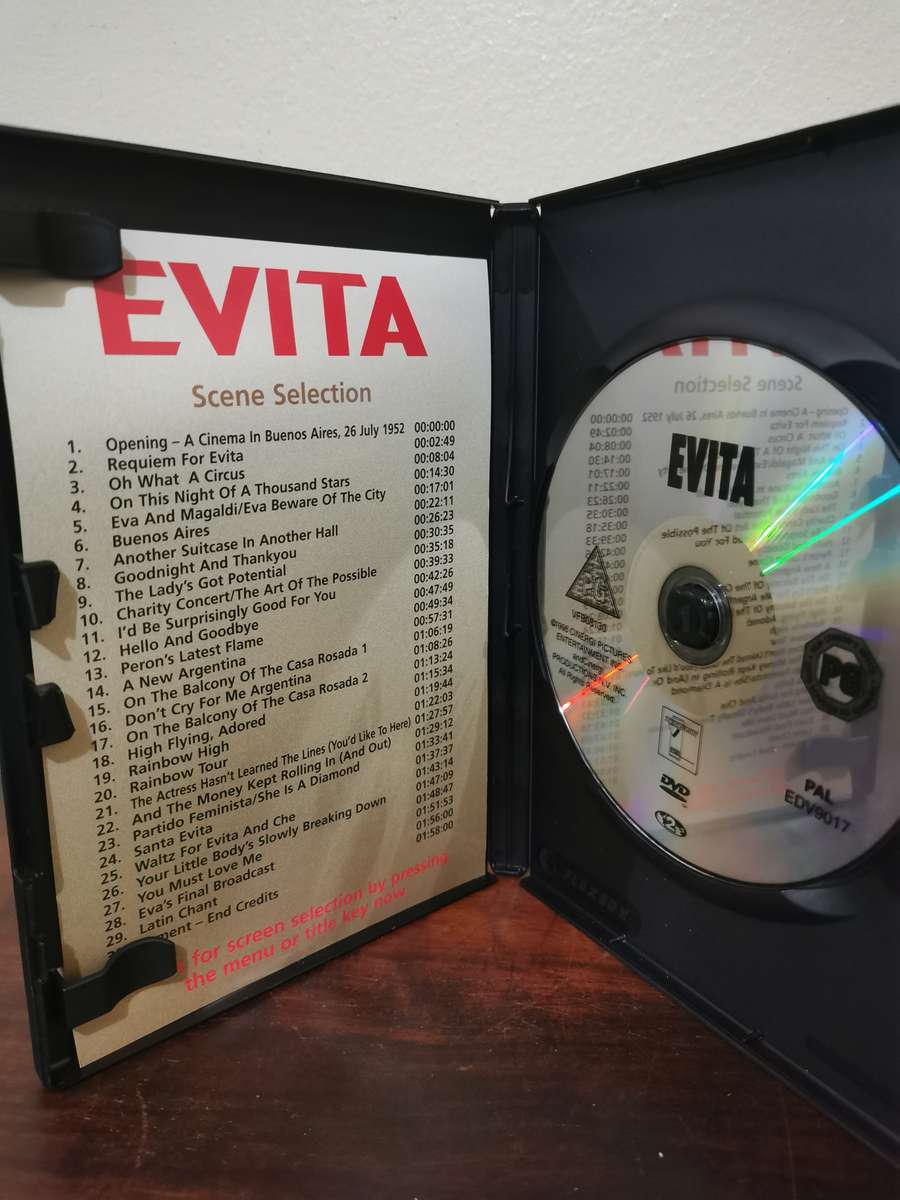 EVITA
Scene Selection
1. Opening – A Cinema In Buenos Aires, 26 July 1952 00:00:00
2. Requiem For Evita 00:02:49
3. Oh What A Circus 00:08:04
4. On This Night Of A Thousand Stars 00:14:30
5. Eva And Magaldi/Eva Beware Of The City 00:17:01
6. Buenos Aires 00:22:11
7. Another Suitcase In Another Hall 00:26:23
8. Goodnight And Thankyou 00:30:35
9. The Lady's Got Potential 00:35:18
10. Charity Concert/The Art Of The Possible 00:39:33
11. I'd Be Surprisingly Good For You 00:42:26
12. Hello And Goodbye 00:47:49
13. Peron's Latest Flame 00:49:34
14. A New Argentina 00:57:31
15. On The Balcony Of The Casa Rosada 1 01:06:19
16. Don't Cry For Me Argentina 01:08:26
17. On The Balcony Of The Casa Rosada 2 01:13:24
18. High Flying, Adored 01:15:34
19. Rainbow High 01:19:44
20. Rainbow Tour 01:22:03
21. The Actress Hasn't Learned The Lines (You'd Like To Here) 01:27:57
22. And The Money Kept Rolling In (And Out) 01:29:12
23. Partido Feminista/She Is A Diamond 01:33:41
24. Santa Evita 01:37:37
25. Waltz For Evita And Che 01:43:14
26. Your Little Body's Slowly Breaking Down 01:47:09
27. You Must Love Me 01:48:47
28. Eva's Final Broadcast 01:51:53
29. Latin Chant 01:56:00
ment – End Credits 01:58:00
for screen selection by pressing
the menu or title key now
EVITA
©1996 CINERGI PICTURES
ENTERTAINMENT INC.
PRODUCTIONS N.V. INC.
All Rights Reserved.
PG
DVD
2
PAL
EDV9017